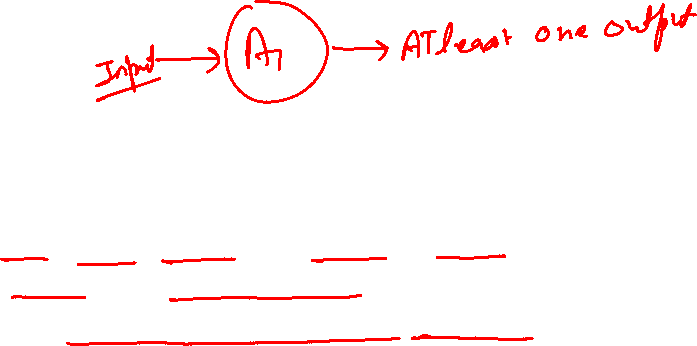 Input → A₁ → ATleast one output